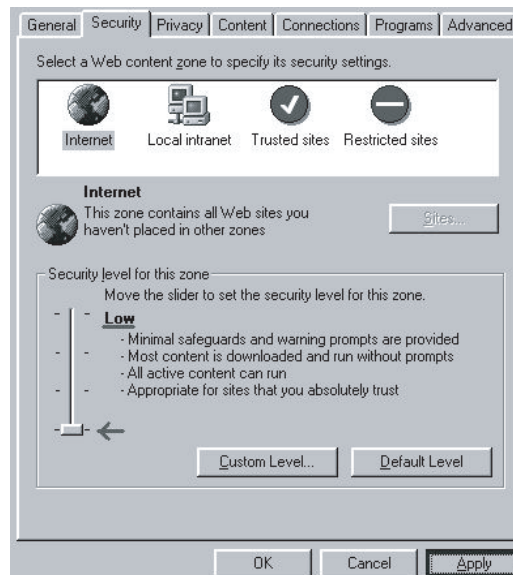 General Security Privacy Content Connections Programs Advanced
Select a Web content zone to specify its security settings.
Internet Local intranet Trusted sites Restricted sites
Internet
This zone contains all Web sites you
haven't placed in other zones
Sites...
Security level for this zone
Move the slider to set the security level for this zone.
Low
- Minimal safeguards and warning prompts are provided
- Most content is downloaded and run without prompts
- All active content can run
- Appropriate for sites that you absolutely trust
Custom Level... Default Level
OK Cancel Apply